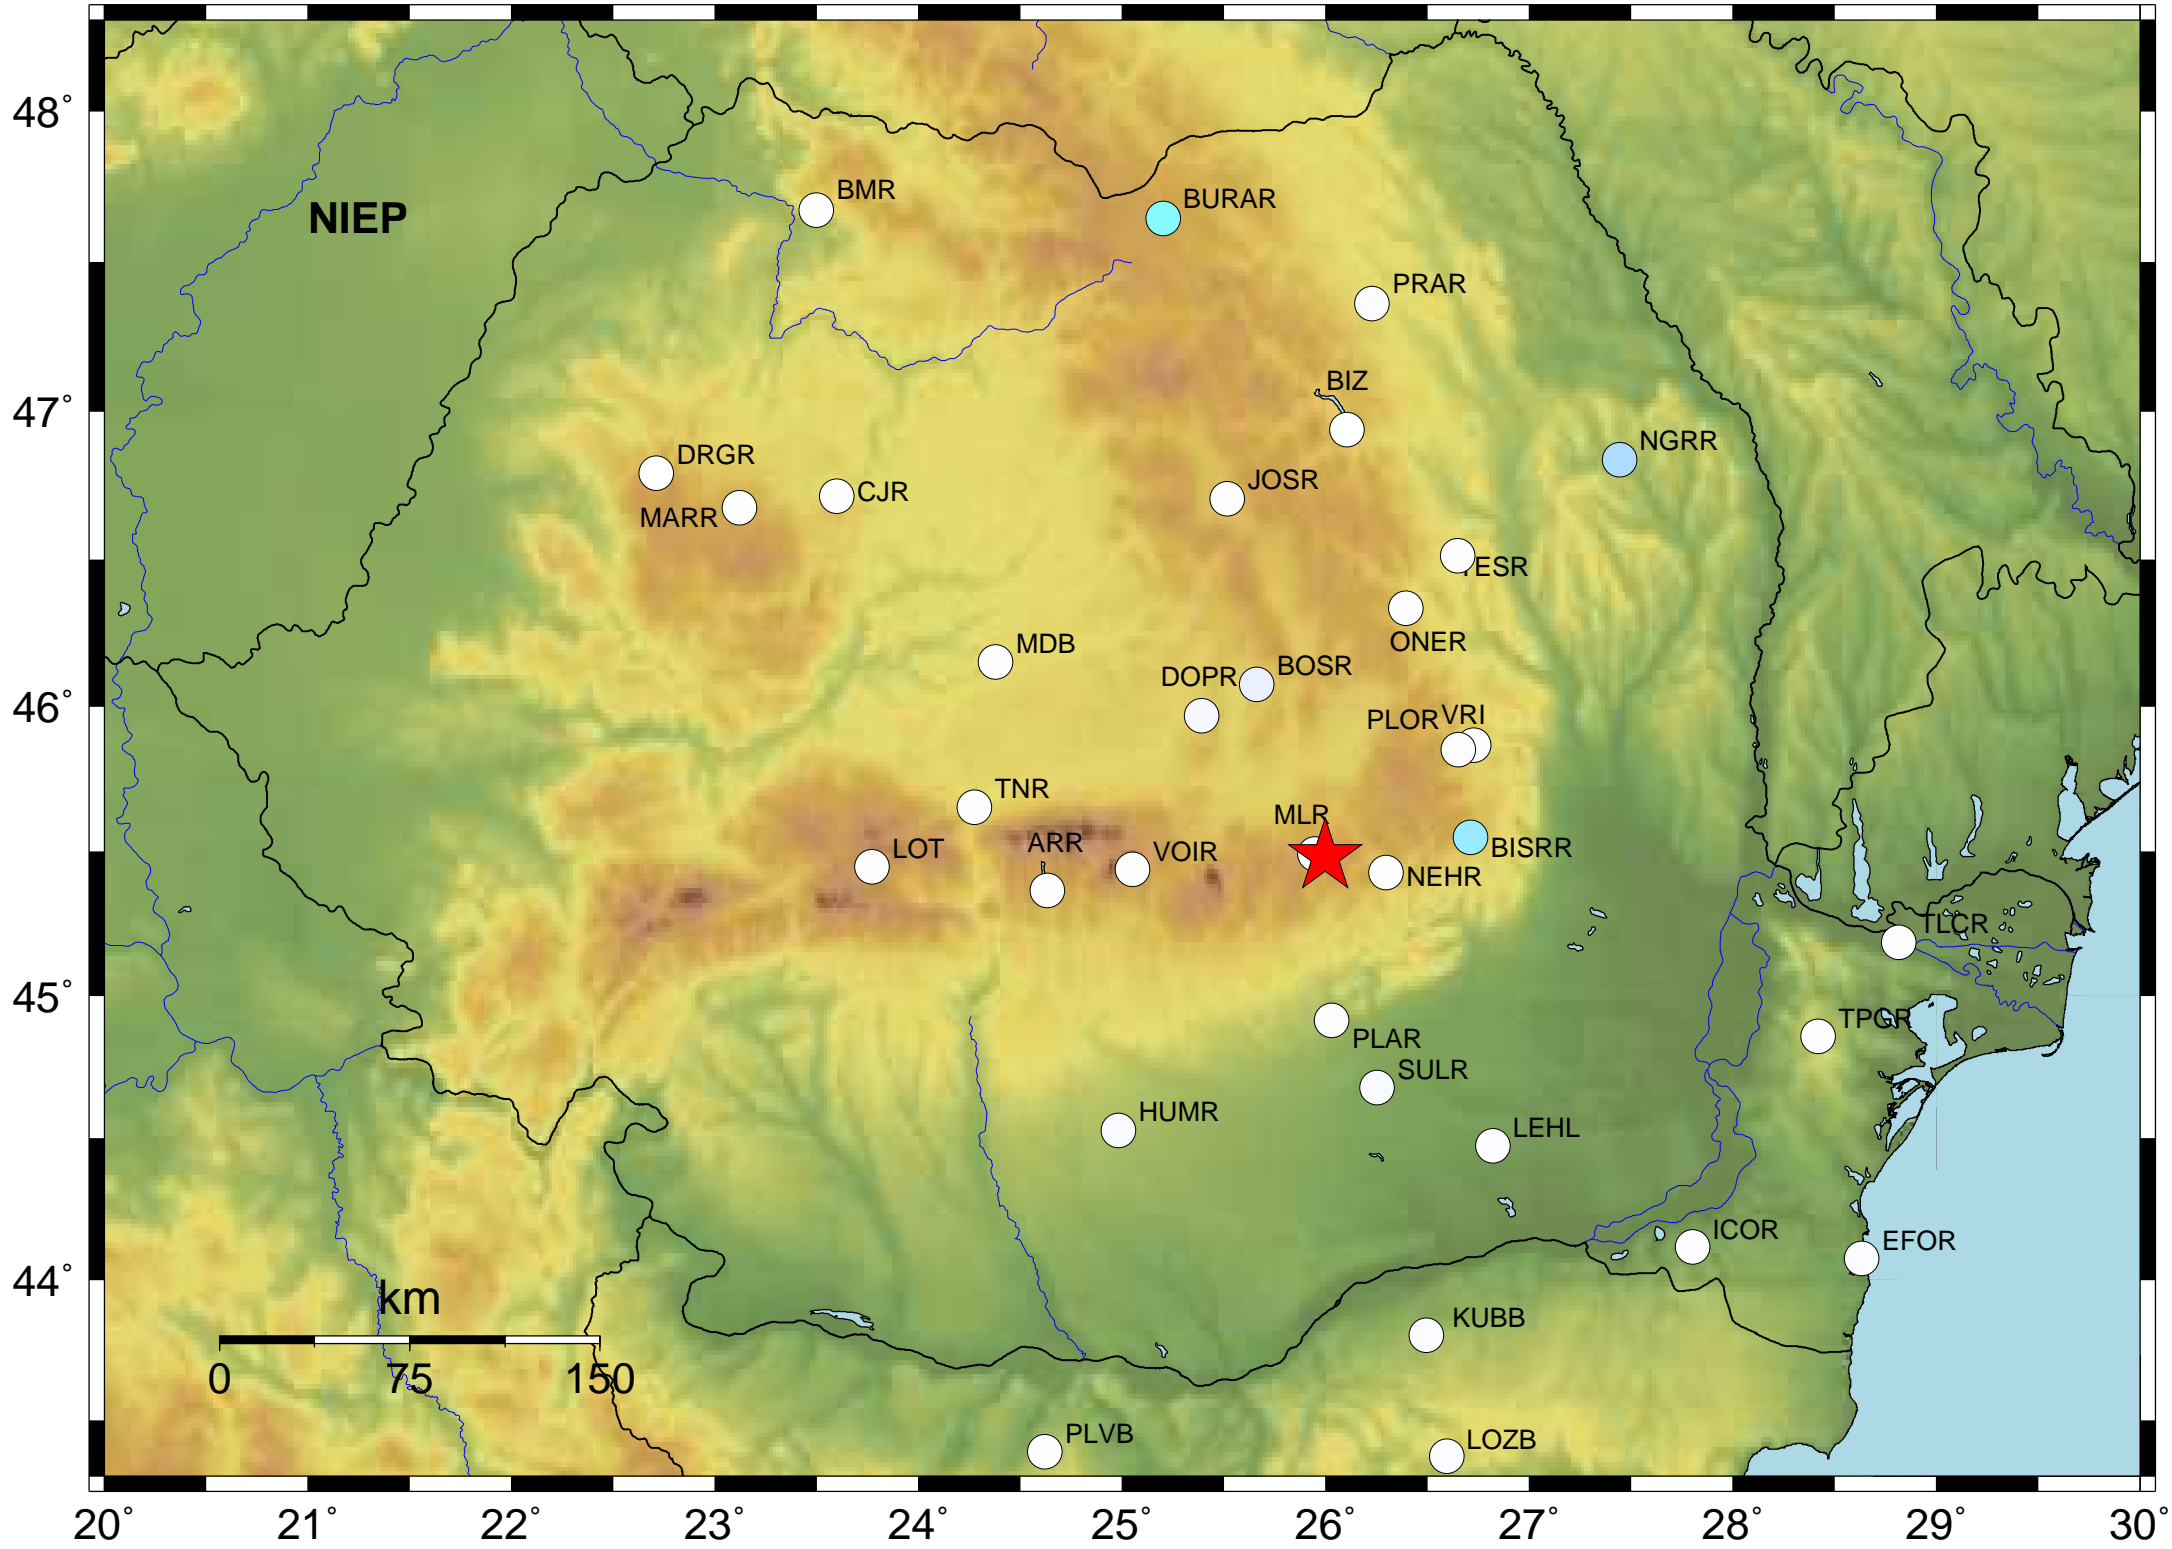 48°
BMR
BURAR
NIEP
PRAR
BIZ
47°
DRGR
NGRR
JOSR
CJR
MARR
YESR
ONER
MDB
BOSR
DOPR
46°
PLOR
VRI
TNR
MLR
ARR
LOT
VOIR
BISRR
NEHR
TLCR
45°
TPGR
PLAR
SULR
HUMR
LEHL
ICOR
EFOR
44°
km
KUBB
0 75 150
PLVB
LOZB
20° 21° 22° 23° 24° 25° 26° 27° 28° 29° 30°